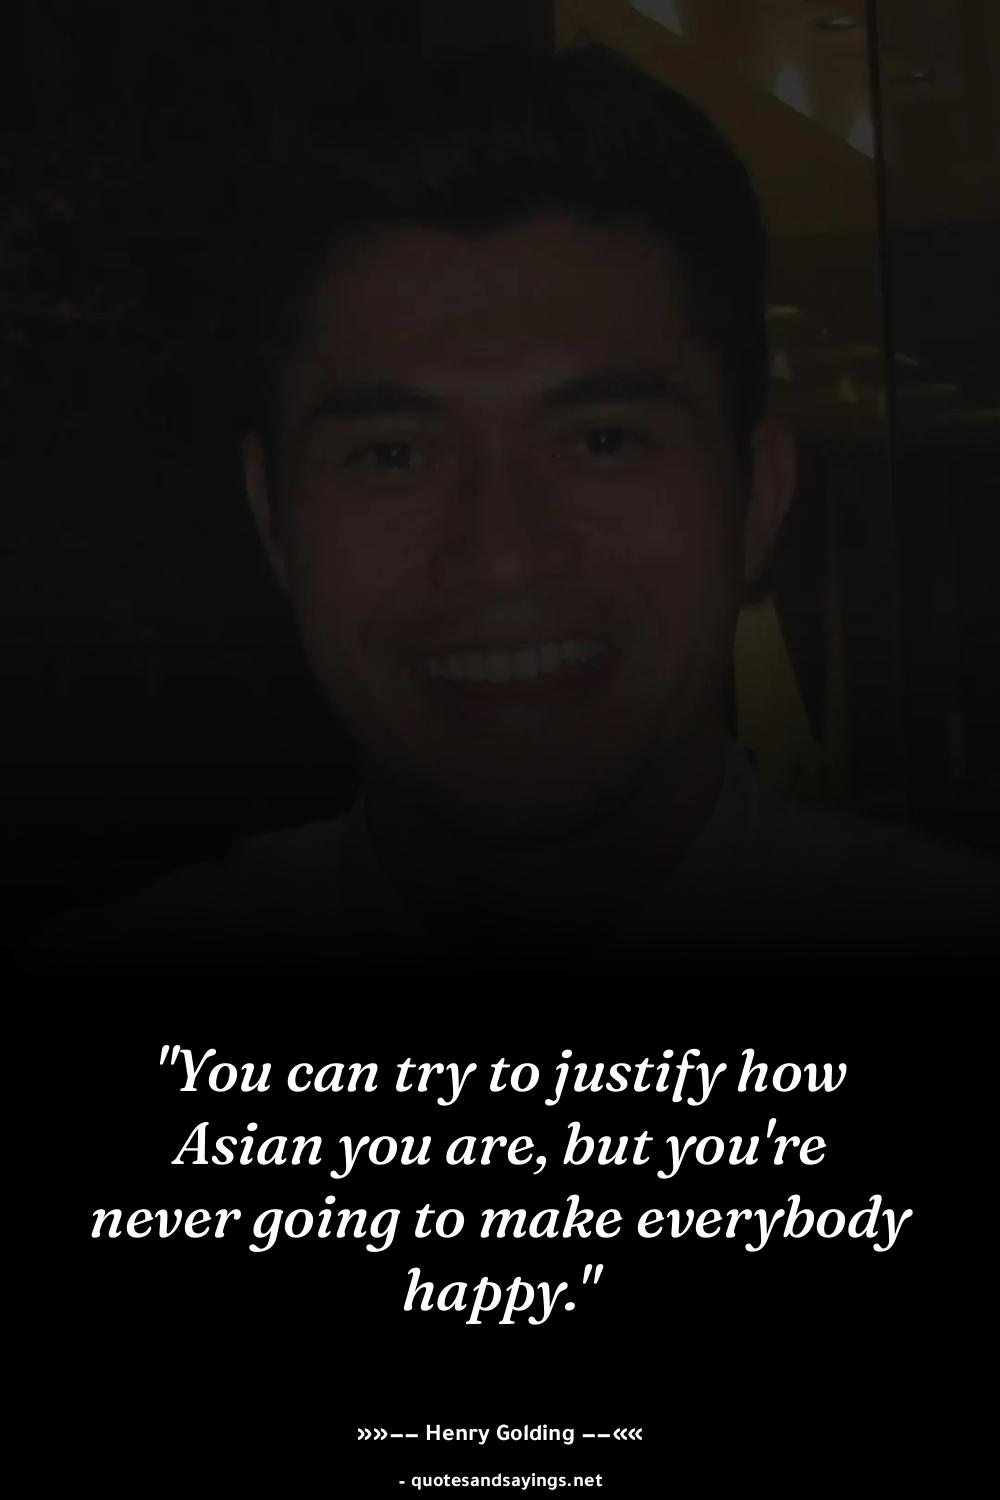 "You can try to justify how
Asian you are, but you're
never going to make everybody
happy."
»»–– Henry Golding ––««
- quotesandsayings.net